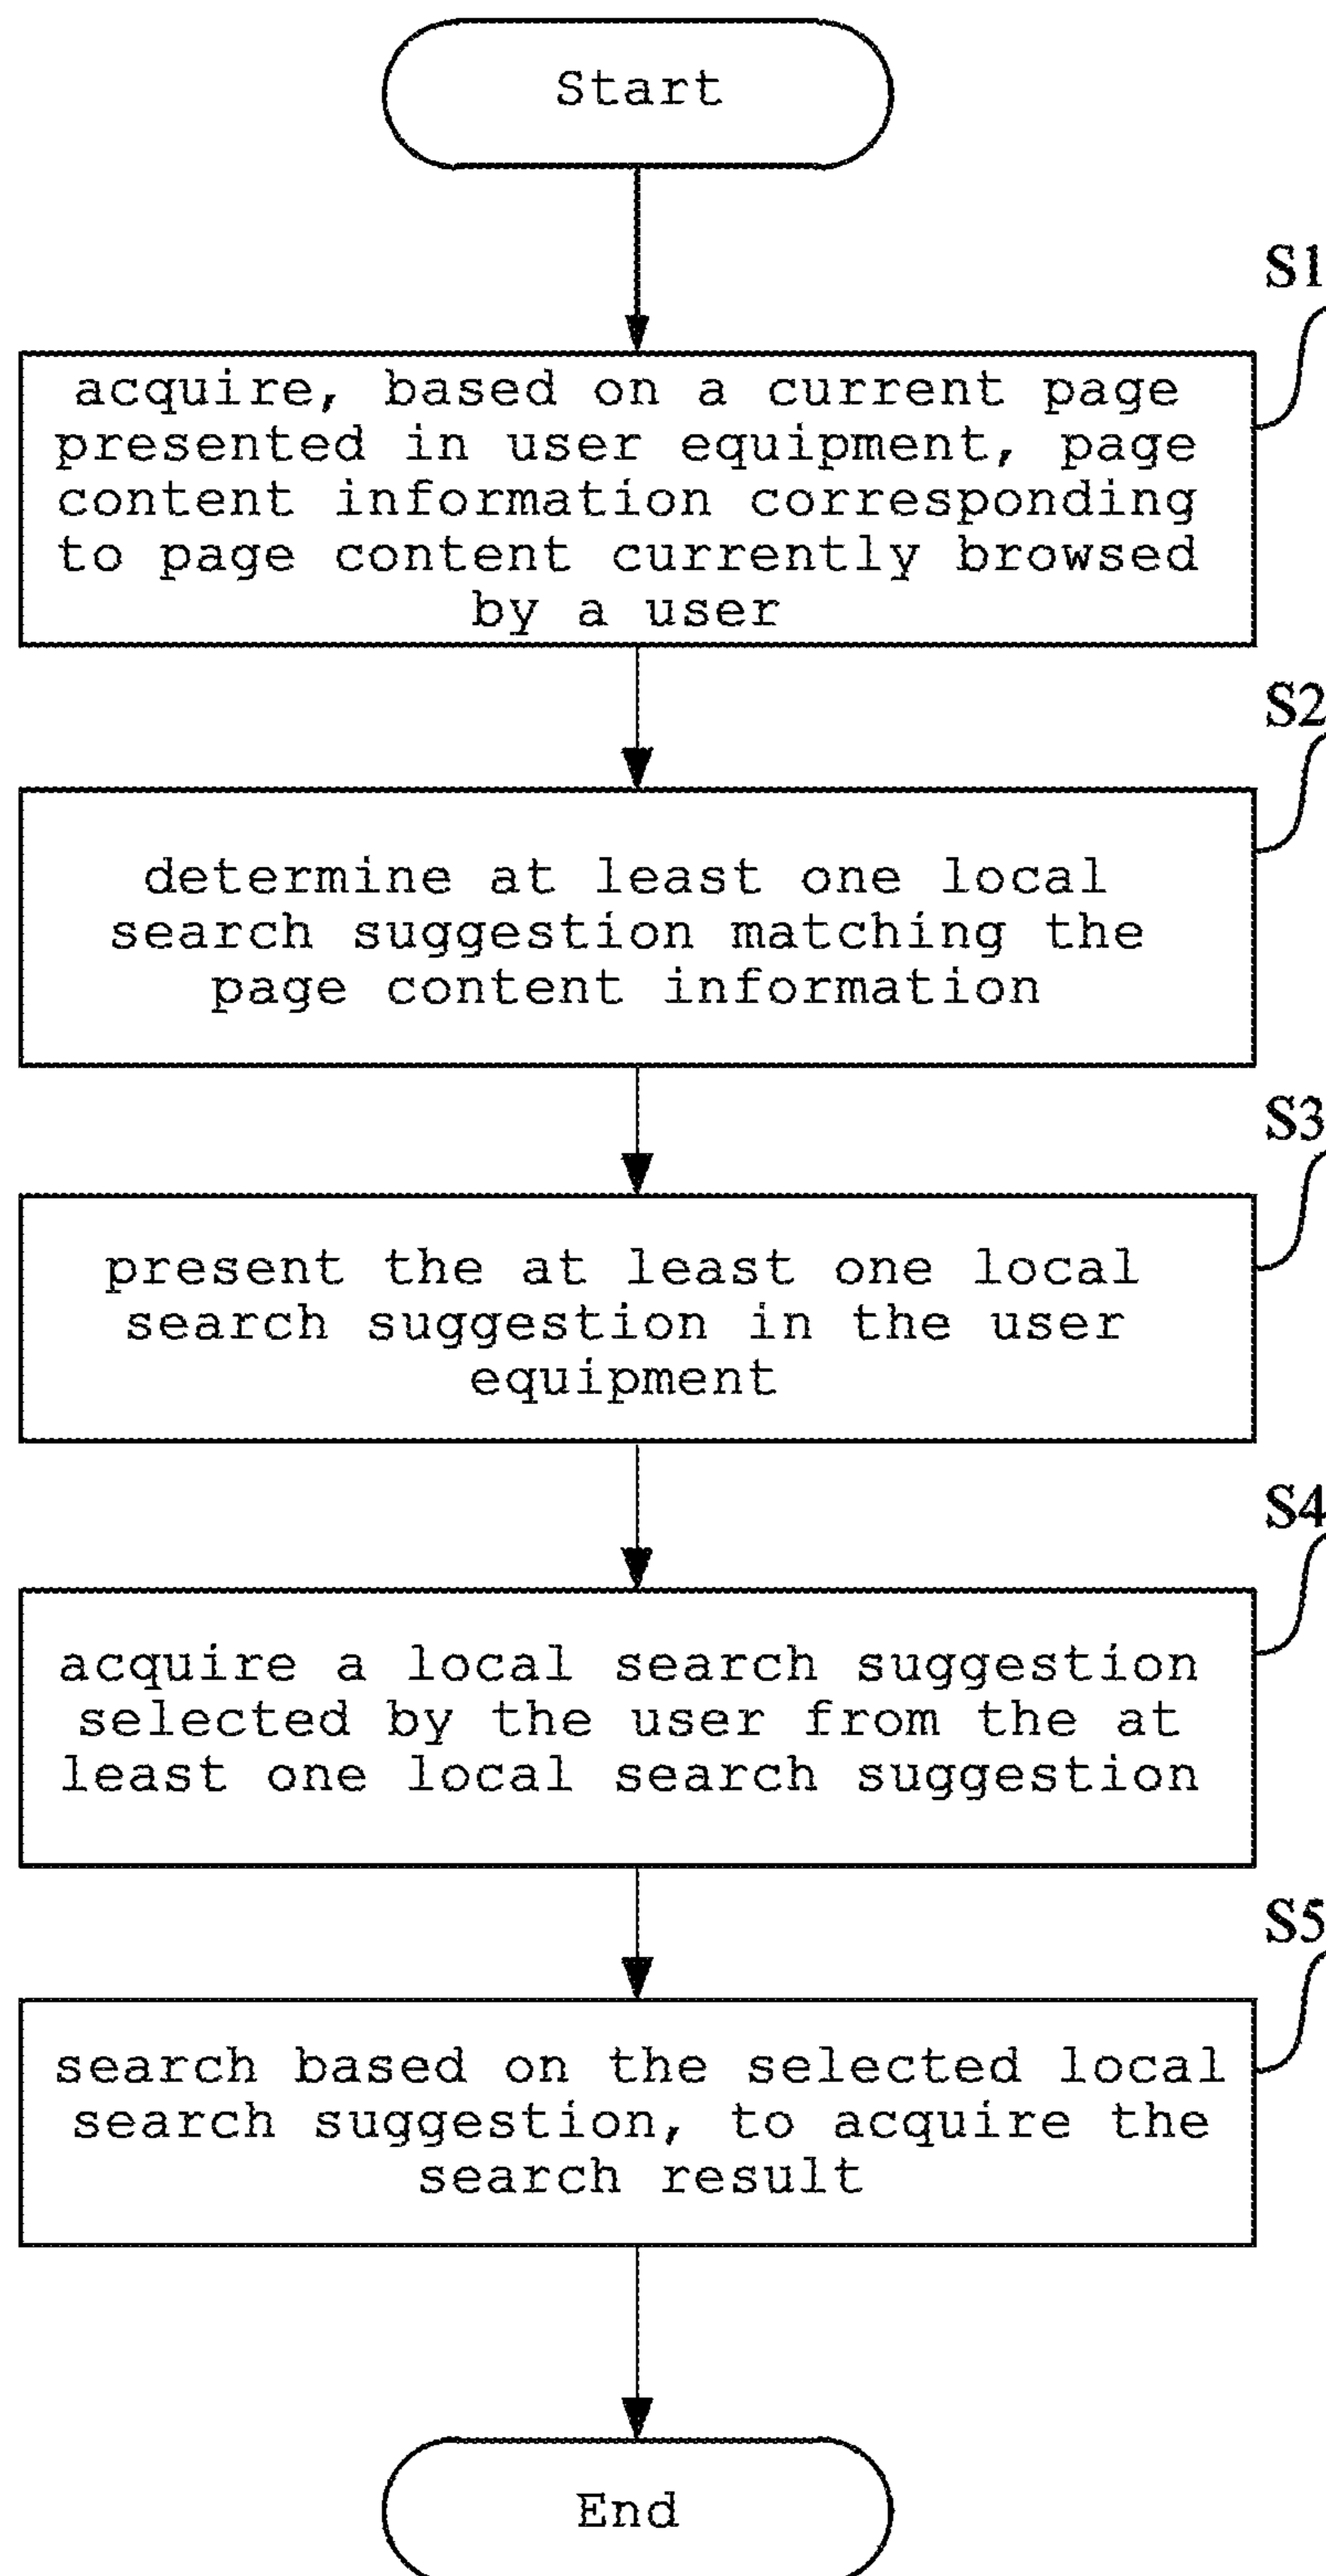 Start
S1
acquire, based on a current page
presented in user equipment, page
content information corresponding
to page content currently browsed
by a user
S2
determine at least one local
search suggestion matching the
page content information
S3
present the at least one local
search suggestion in the user
equipment
S4
acquire a local search suggestion
selected by the user from the at
least one local search suggestion
S5
search based on the selected local
search suggestion, to acquire the
search result
End